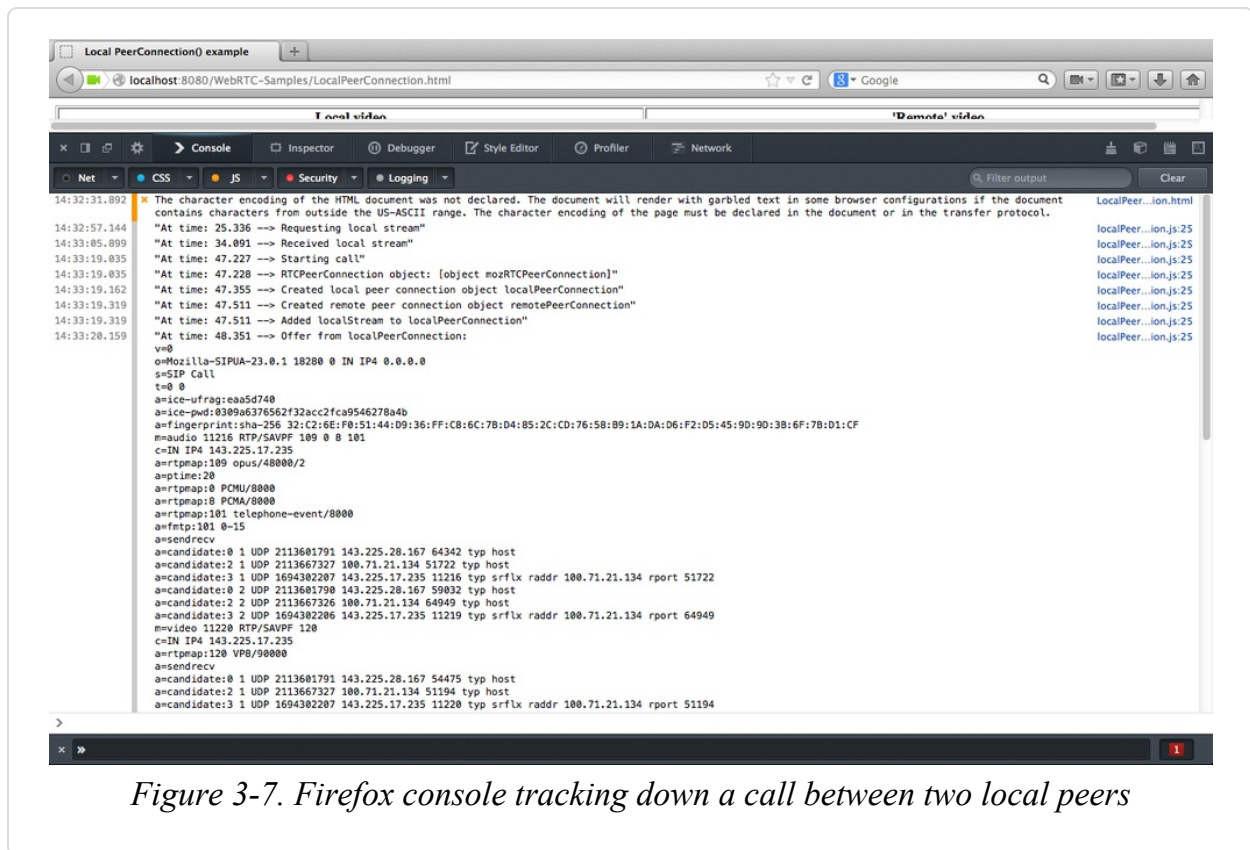 Local PeerConnection() example
localhost:8080/WebRTC-Samples/LocalPeerConnection.html
Google
Local video
'Remote' video
Console Inspector Debugger Style Editor Profiler Network
Net CSS JS Security Logging Filter output Clear
14:32:31.892 × The character encoding of the HTML document was not declared. The document will render with garbled text in some browser configurations if the document LocalPeer...ion.html
contains characters from outside the US-ASCII range. The character encoding of the page must be declared in the document or in the transfer protocol.
14:32:57.144 "At time: 25.336 --> Requesting local stream" localPeer...ion.js:25
14:33:05.899 "At time: 34.091 --> Received local stream" localPeer...ion.js:25
14:33:19.035 "At time: 47.227 --> Starting call" localPeer...ion.js:25
14:33:19.035 "At time: 47.228 --> RTCPeerConnection object: [object mozRTCPeerConnection]" localPeer...ion.js:25
14:33:19.162 "At time: 47.355 --> Created local peer connection object localPeerConnection" localPeer...ion.js:25
14:33:19.319 "At time: 47.511 --> Created remote peer connection object remotePeerConnection" localPeer...ion.js:25
14:33:19.319 "At time: 47.511 --> Added localStream to localPeerConnection" localPeer...ion.js:25
14:33:20.159 "At time: 48.351 --> Offer from localPeerConnection: localPeer...ion.js:25
v=0
o=Mozilla-SIPUA-23.0.1 18280 0 IN IP4 0.0.0.0
s=SIP Call
t=0 0
a=ice-ufrag:eaa5d740
a=ice-pwd:0309a6376562f32acc2fca9546278a4b
a=fingerprint:sha-256 32:C2:6E:F0:51:44:D9:36:FF:C8:6C:7B:D4:85:2C:CD:76:58:B9:1A:DA:D6:F2:D5:45:9D:9D:3B:6F:7B:D1:CF
m=audio 11216 RTP/SAVPF 109 0 8 101
c=IN IP4 143.225.17.235
a=rtpmap:109 opus/48000/2
a=ptime:20
a=rtpmap:0 PCMU/8000
a=rtpmap:8 PCMA/8000
a=rtpmap:101 telephone-event/8000
a=fmtp:101 0-15
a=sendrecv
a=candidate:0 1 UDP 2113601791 143.225.28.167 64342 typ host
a=candidate:2 1 UDP 2113667327 100.71.21.134 51722 typ host
a=candidate:3 1 UDP 1694302207 143.225.17.235 11216 typ srflx raddr 100.71.21.134 rport 51722
a=candidate:0 2 UDP 2113601790 143.225.28.167 59032 typ host
a=candidate:2 2 UDP 2113667326 100.71.21.134 64949 typ host
a=candidate:3 2 UDP 1694302206 143.225.17.235 11219 typ srflx raddr 100.71.21.134 rport 64949
m=video 11220 RTP/SAVPF 120
c=IN IP4 143.225.17.235
a=rtpmap:120 VP8/90000
a=sendrecv
a=candidate:0 1 UDP 2113601791 143.225.28.167 54475 typ host
a=candidate:2 1 UDP 2113667327 100.71.21.134 51194 typ host
a=candidate:3 1 UDP 1694302207 143.225.17.235 11220 typ srflx raddr 100.71.21.134 rport 51194
>
× » 1
Figure 3-7. Firefox console tracking down a call between two local peers